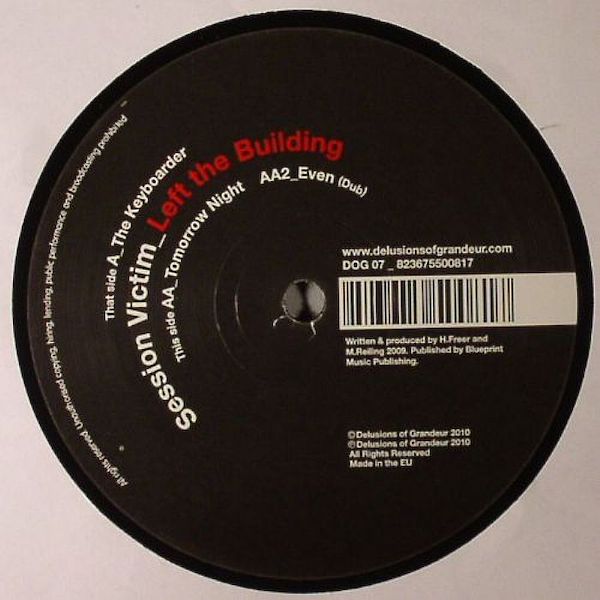 All rights reserved. Unauthorised copying, hiring, lending, public performance and broadcasting prohibited
That side A_The Keyboarder
Session Victim_Left the Building
This side AA_Tomorrow Night AA2_Even (Dub)
www.delusionsofgrandeur.com
DOG 07 _ 823675500817
Written & produced by H.Freer and
M.Reiling 2009. Published by Blueprint
Music Publishing.
©Delusions of Grandeur 2010
℗Delusions of Grandeur 2010
All Rights Reserved
Made in the EU